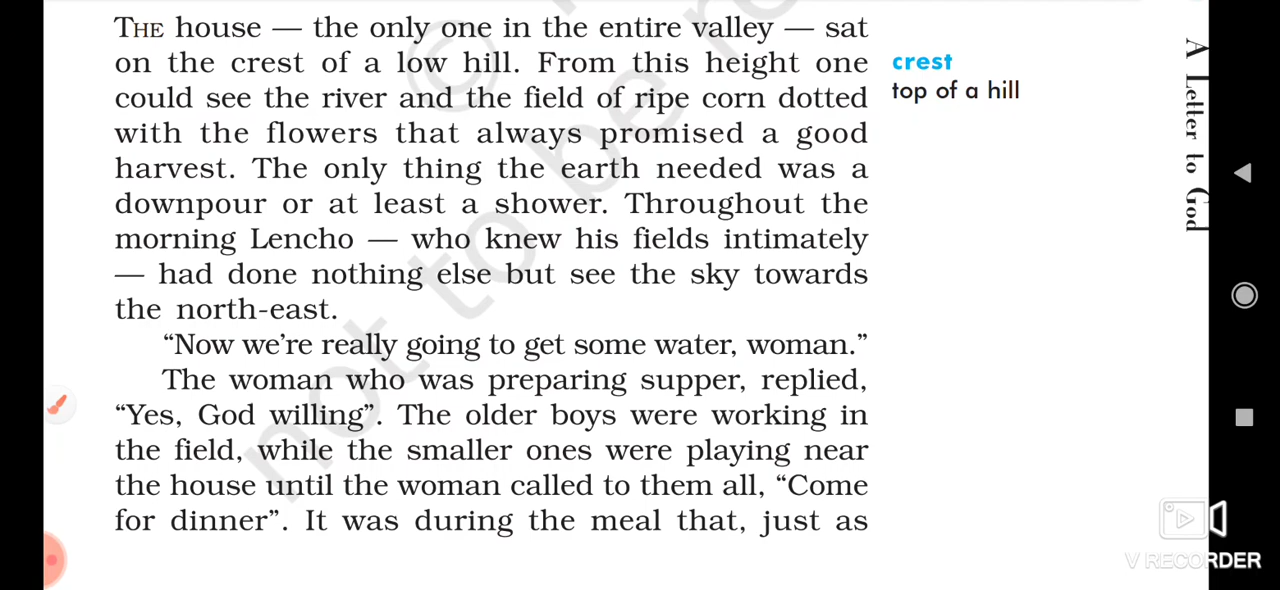 THE house — the only one in the entire valley — sat
on the crest of a low hill. From this height one
could see the river and the field of ripe corn dotted
with the flowers that always promised a good
harvest. The only thing the earth needed was a
downpour or at least a shower. Throughout the
morning Lencho — who knew his fields intimately
— had done nothing else but see the sky towards
the north-east.
“Now we’re really going to get some water, woman.”
The woman who was preparing supper, replied,
“Yes, God willing”. The older boys were working in
the field, while the smaller ones were playing near
the house until the woman called to them all, “Come
for dinner”. It was during the meal that, just as
crest
top of a hill
A Letter to God
© 
not to be re
V RECORDER